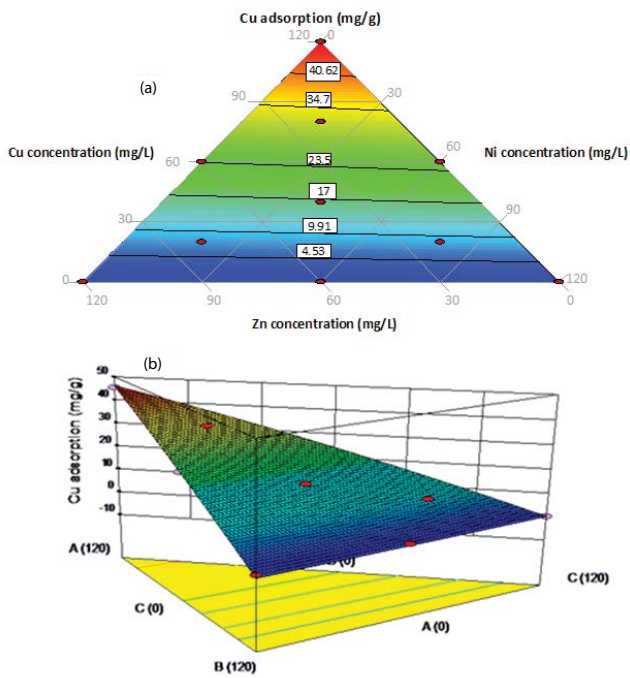 Cu adsorption (mg/g)
120 0
(a)
40.62
90 34.7 30
Cu concentration (mg/L) Ni concentration (mg/L)
60 23.5 60
17
30 9.91 90
4.53
0 120
120 90 60 30 0
Zn concentration (mg/L)
(b)
Cu adsorption (mg/g)
50
40
30
20
10
0
-10
A (120)
C (0)
B (120)
(0)
A (0)
C (120)